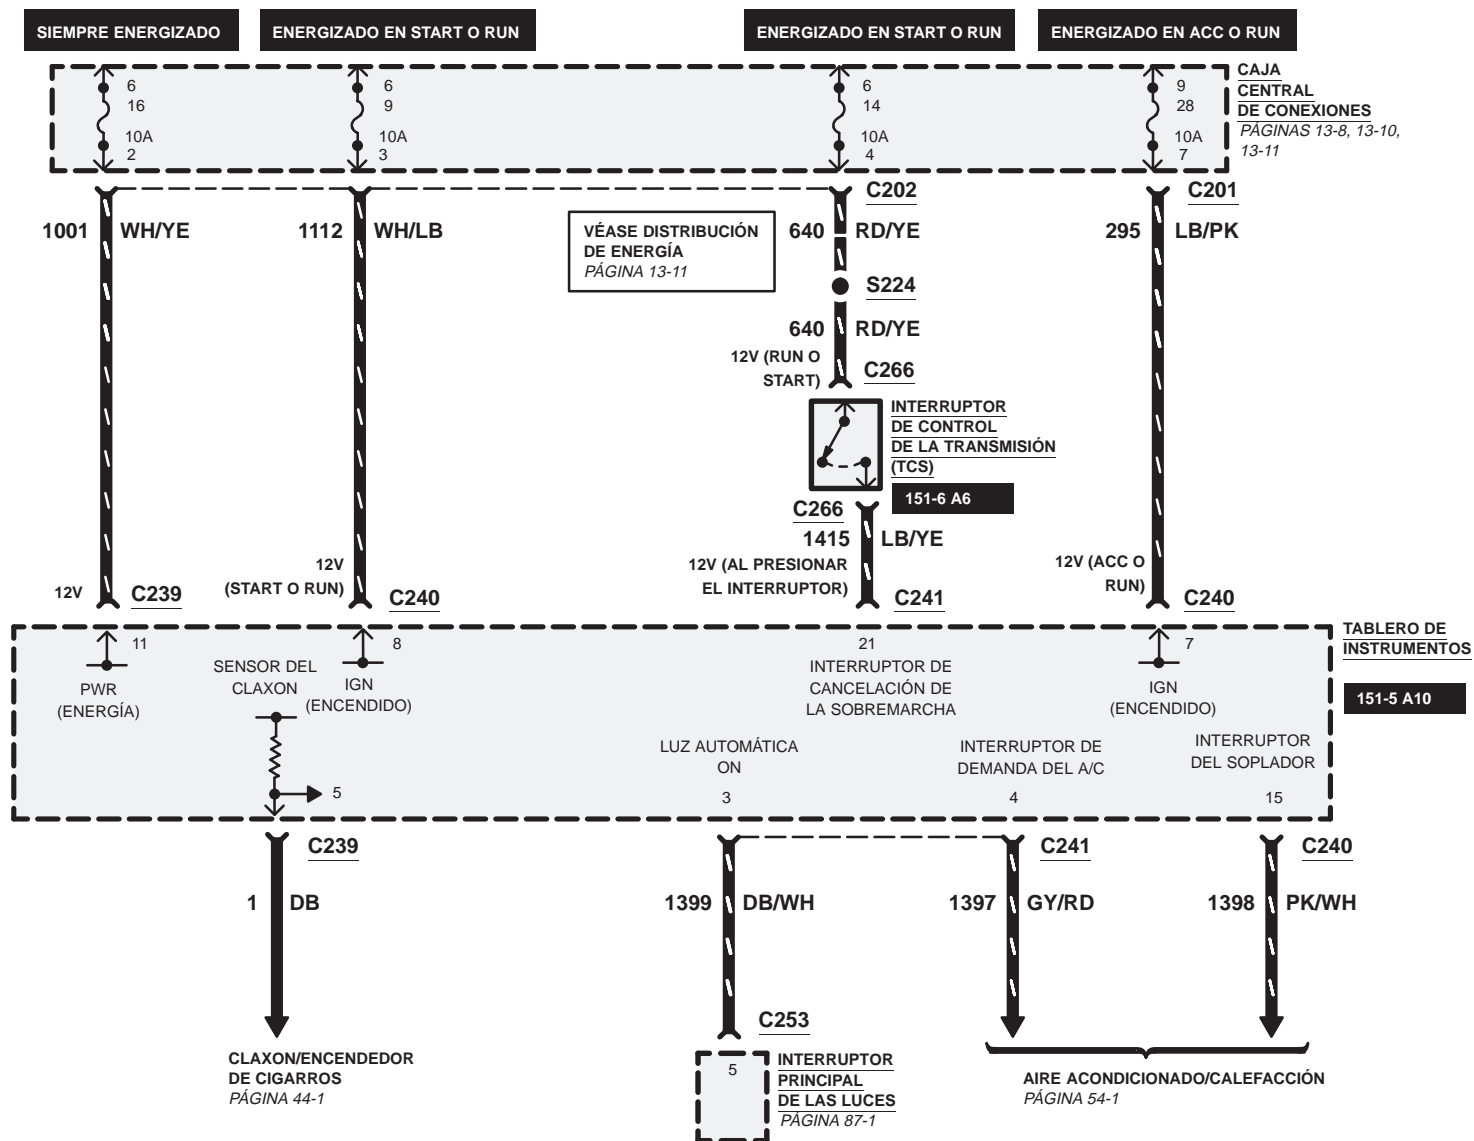 SIEMPRE ENERGIZADO
ENERGIZADO EN START O RUN
ENERGIZADO EN START O RUN
ENERGIZADO EN ACC O RUN
6
16
10A
2
6
9
10A
3
6
14
10A
4
9
28
10A
7
CAJA
CENTRAL
DE CONEXIONES
PÁGINAS 13-8, 13-10,
13-11
C202
C201
1001 WH/YE
1112 WH/LB
VÉASE DISTRIBUCIÓN
DE ENERGÍA
PÁGINA 13-11
640 RD/YE
295 LB/PK
S224
640 RD/YE
12V (RUN O
START)
C266
INTERRUPTOR
DE CONTROL
DE LA TRANSMISIÓN
(TCS)
151-6 A6
C266
1415 LB/YE
12V
12V
(START O RUN)
12V (AL PRESIONAR
EL INTERRUPTOR)
12V (ACC O
RUN)
C239
C240
C241
C240
TABLERO DE
INSTRUMENTOS
151-5 A10
11
PWR
(ENERGÍA)
SENSOR DEL
CLAXON
8
IGN
(ENCENDIDO)
21
INTERRUPTOR DE
CANCELACIÓN DE
LA SOBREMARCHA
7
IGN
(ENCENDIDO)
5
LUZ AUTOMÁTICA
ON
3
INTERRUPTOR DE
DEMANDA DEL A/C
4
INTERRUPTOR
DEL SOPLADOR
15
C239
C241
C240
1 DB
1399 DB/WH
1397 GY/RD
1398 PK/WH
C253
CLAXON/ENCENDEDOR
DE CIGARROS
PÁGINA 44-1
5
INTERRUPTOR
PRINCIPAL
DE LAS LUCES
PÁGINA 87-1
AIRE ACONDICIONADO/CALEFACCIÓN
PÁGINA 54-1